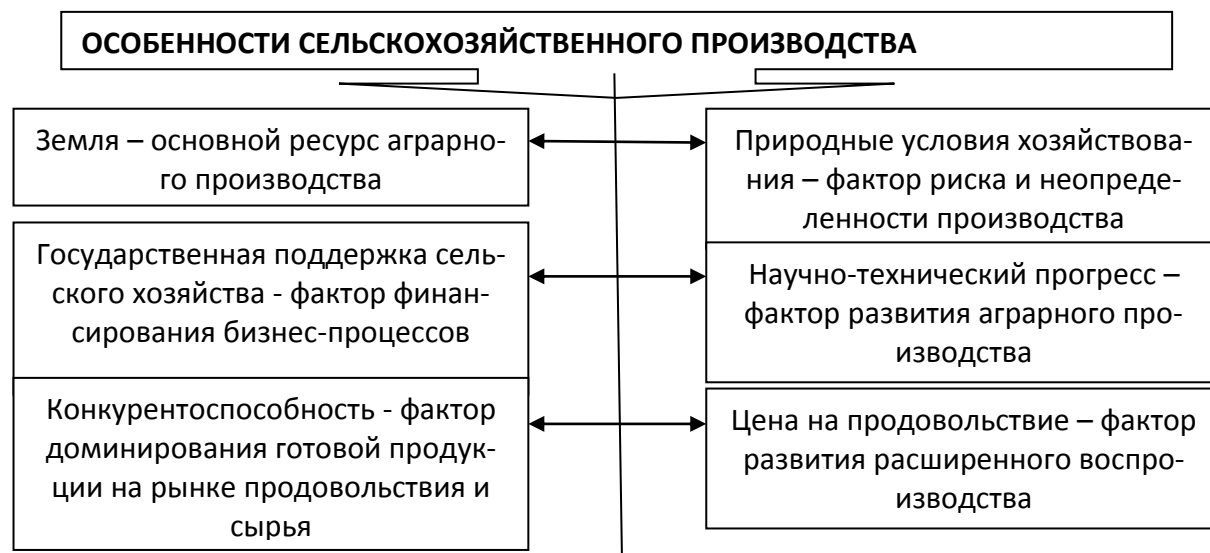 ОСОБЕННОСТИ СЕЛЬСКОХОЗЯЙСТВЕННОГО ПРОИЗВОДСТВА
Земля – основной ресурс аграрно-
го производства
Природные условия хозяйствова-
ния – фактор риска и неопреде-
ленности производства
Государственная поддержка сель-
ского хозяйства - фактор финан-
сирования бизнес-процессов
Научно-технический прогресс –
фактор развития аграрного про-
изводства
Конкурентоспособность - фактор
доминирования готовой продук-
ции на рынке продовольствия и
сырья
Цена на продовольствие – фактор
развития расширенного воспро-
изводства